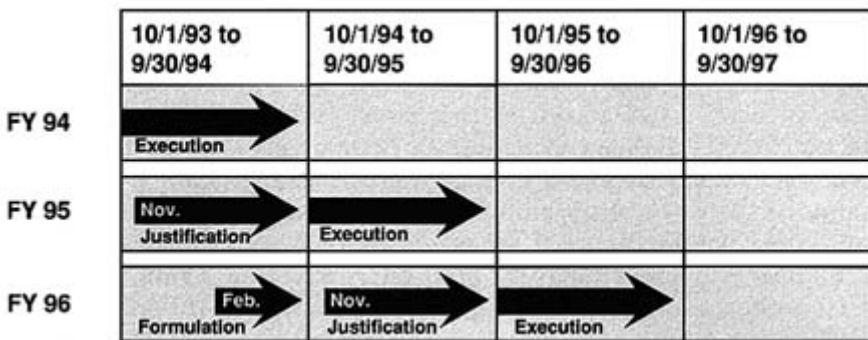 10/1/93 to 9/30/94
10/1/94 to 9/30/95
10/1/95 to 9/30/96
10/1/96 to 9/30/97
FY 94
Execution
FY 95
Nov.
Justification
Execution
FY 96
Feb.
Formulation
Nov.
Justification
Execution